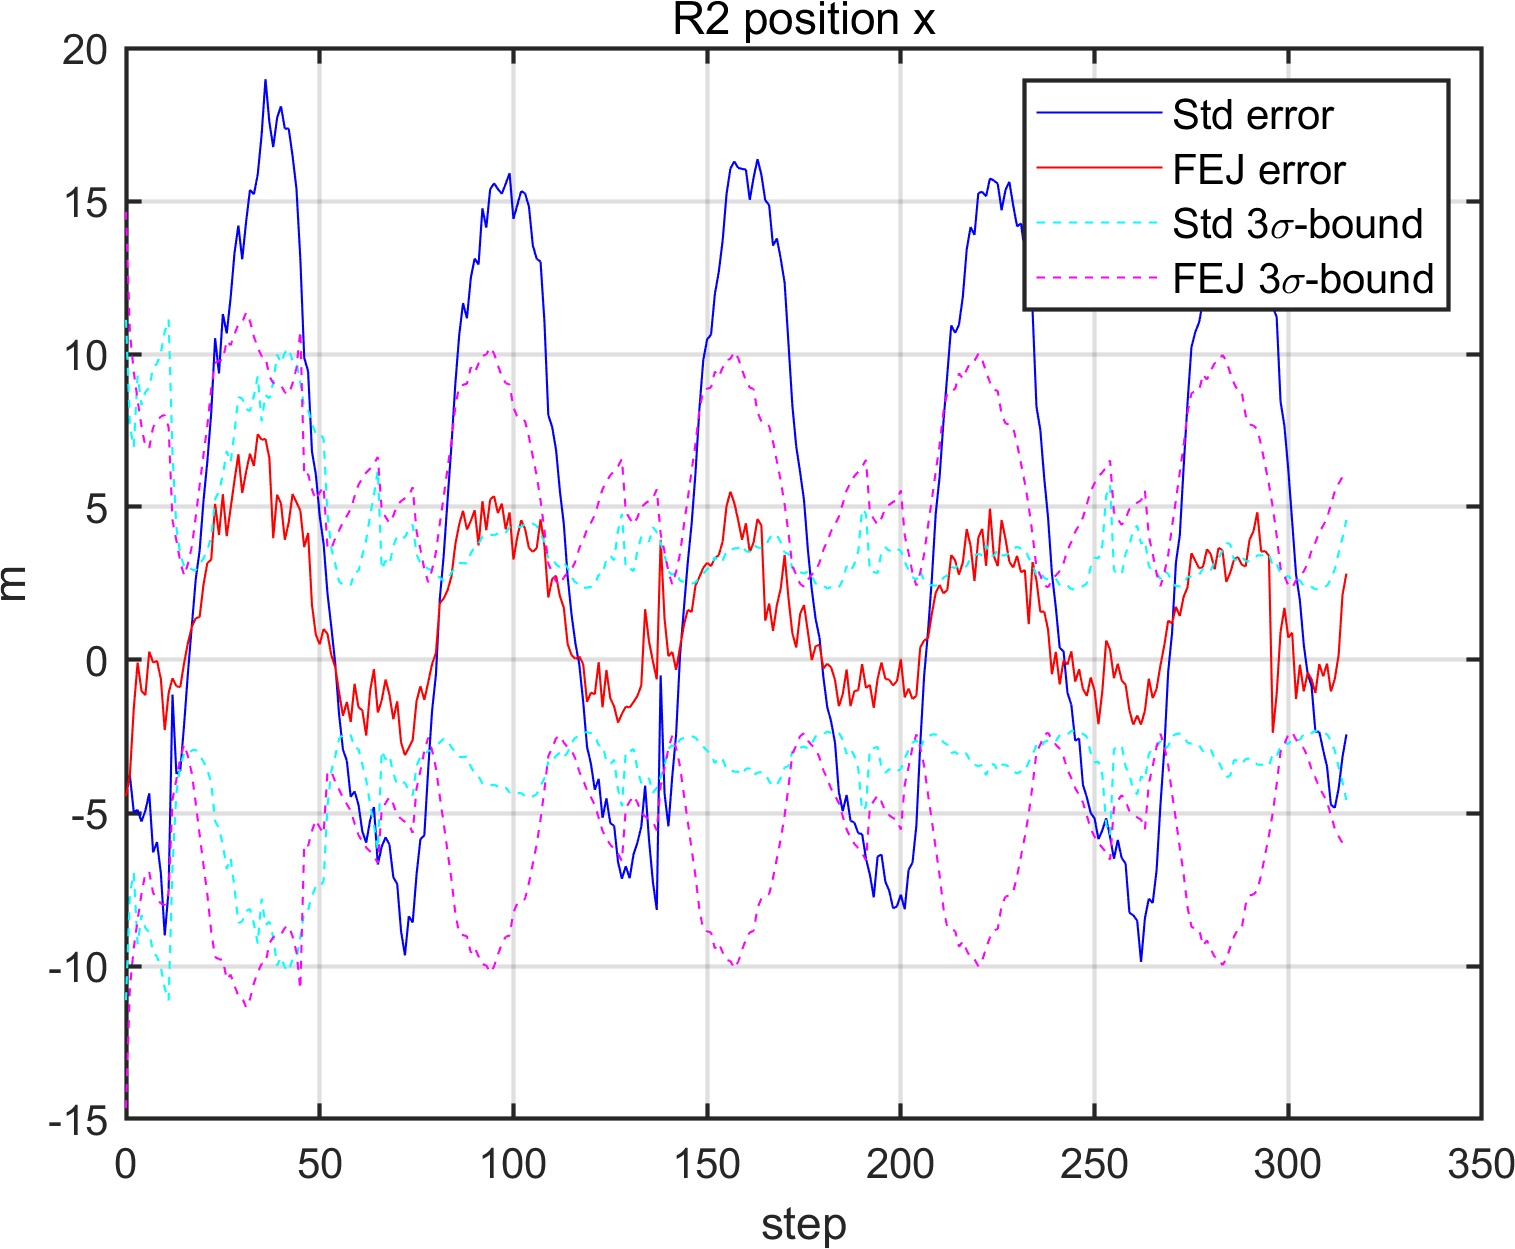 R2 position x
20
15
10
5
0
-5
-10
-15
m
Std error
FEJ error
Std 3σ-bound
FEJ 3σ-bound
0 50 100 150 200 250 300 350
step